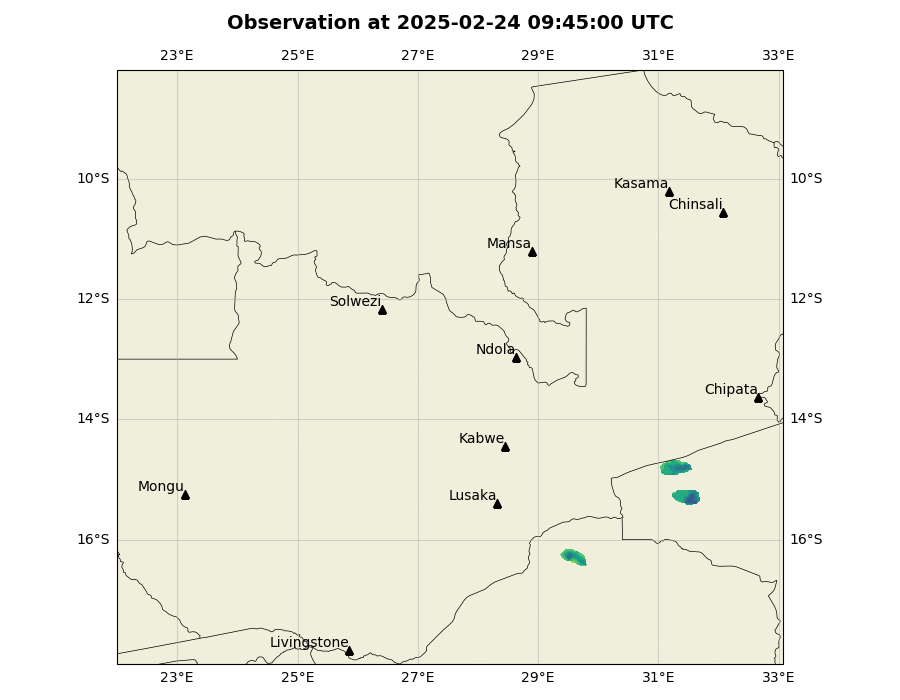 Observation at 2025-02-24 09:45:00 UTC
23°E 25°E 27°E 29°E 31°E 33°E
10°S 10°S
Kasama
Chinsali
Mansa
12°S 12°S
Solwezi
Ndola
Chipata
14°S 14°S
Kabwe
Mongu
Lusaka
16°S 16°S
Livingstone
23°E 25°E 27°E 29°E 31°E 33°E